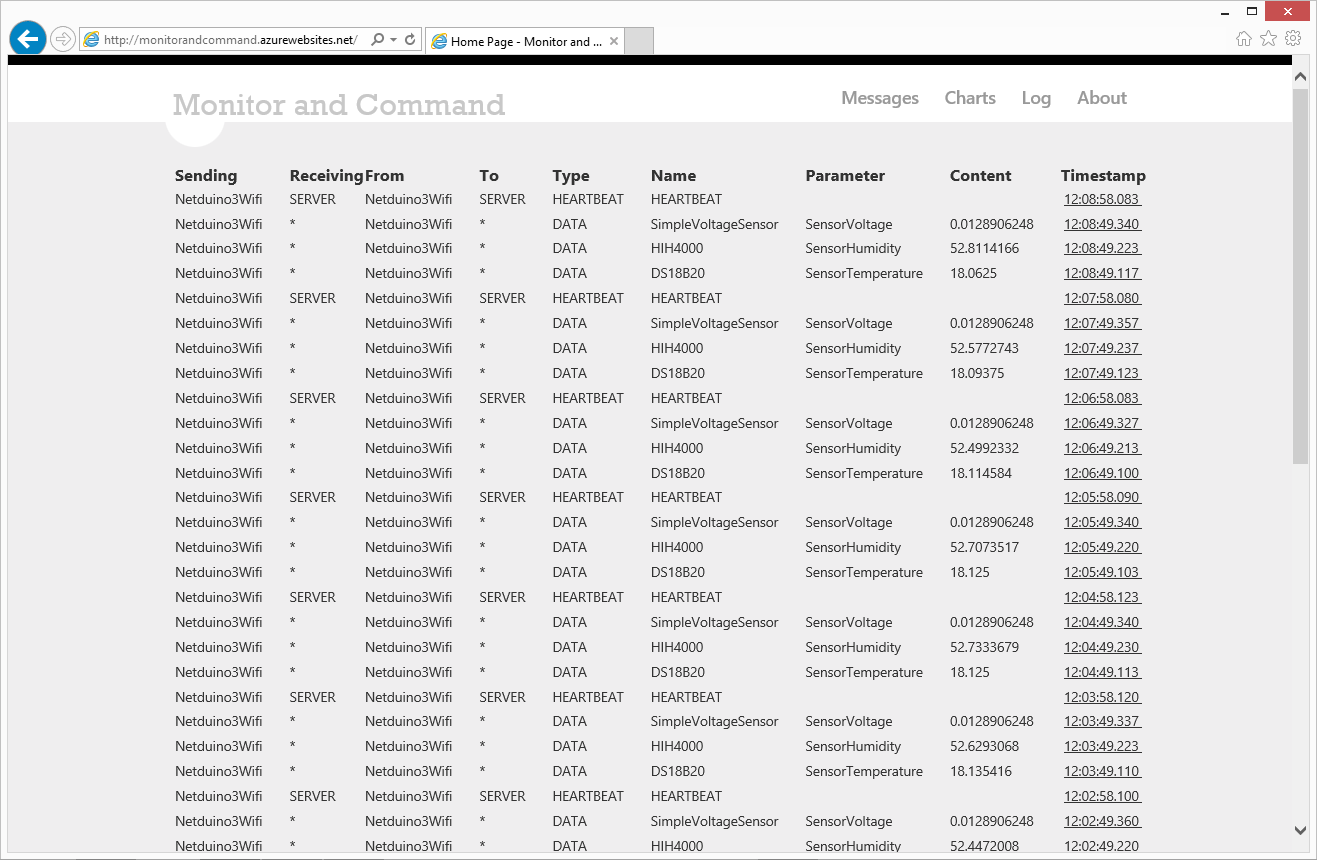 http://monitorandcommand.azurewebsites.net/ Home Page - Monitor and ...
Monitor and Command Messages Charts Log About
Sending Receiving From To Type Name Parameter Content Timestamp
Netduino3Wifi SERVER Netduino3Wifi SERVER HEARTBEAT HEARTBEAT 12:08:58.083
Netduino3Wifi * Netduino3Wifi * DATA SimpleVoltageSensor SensorVoltage 0.0128906248 12:08:49.340
Netduino3Wifi * Netduino3Wifi * DATA HIH4000 SensorHumidity 52.8114166 12:08:49.223
Netduino3Wifi * Netduino3Wifi * DATA DS18B20 SensorTemperature 18.0625 12:08:49.117
Netduino3Wifi SERVER Netduino3Wifi SERVER HEARTBEAT HEARTBEAT 12:07:58.080
Netduino3Wifi * Netduino3Wifi * DATA SimpleVoltageSensor SensorVoltage 0.0128906248 12:07:49.357
Netduino3Wifi * Netduino3Wifi * DATA HIH4000 SensorHumidity 52.5772743 12:07:49.237
Netduino3Wifi * Netduino3Wifi * DATA DS18B20 SensorTemperature 18.09375 12:07:49.123
Netduino3Wifi SERVER Netduino3Wifi SERVER HEARTBEAT HEARTBEAT 12:06:58.083
Netduino3Wifi * Netduino3Wifi * DATA SimpleVoltageSensor SensorVoltage 0.0128906248 12:06:49.327
Netduino3Wifi * Netduino3Wifi * DATA HIH4000 SensorHumidity 52.4992332 12:06:49.213
Netduino3Wifi * Netduino3Wifi * DATA DS18B20 SensorTemperature 18.114584 12:06:49.100
Netduino3Wifi SERVER Netduino3Wifi SERVER HEARTBEAT HEARTBEAT 12:05:58.090
Netduino3Wifi * Netduino3Wifi * DATA SimpleVoltageSensor SensorVoltage 0.0128906248 12:05:49.340
Netduino3Wifi * Netduino3Wifi * DATA HIH4000 SensorHumidity 52.7073517 12:05:49.220
Netduino3Wifi * Netduino3Wifi * DATA DS18B20 SensorTemperature 18.125 12:05:49.103
Netduino3Wifi SERVER Netduino3Wifi SERVER HEARTBEAT HEARTBEAT 12:04:58.123
Netduino3Wifi * Netduino3Wifi * DATA SimpleVoltageSensor SensorVoltage 0.0128906248 12:04:49.340
Netduino3Wifi * Netduino3Wifi * DATA HIH4000 SensorHumidity 52.7333679 12:04:49.230
Netduino3Wifi * Netduino3Wifi * DATA DS18B20 SensorTemperature 18.125 12:04:49.113
Netduino3Wifi SERVER Netduino3Wifi SERVER HEARTBEAT HEARTBEAT 12:03:58.120
Netduino3Wifi * Netduino3Wifi * DATA SimpleVoltageSensor SensorVoltage 0.0128906248 12:03:49.337
Netduino3Wifi * Netduino3Wifi * DATA HIH4000 SensorHumidity 52.6293068 12:03:49.223
Netduino3Wifi * Netduino3Wifi * DATA DS18B20 SensorTemperature 18.135416 12:03:49.110
Netduino3Wifi SERVER Netduino3Wifi SERVER HEARTBEAT HEARTBEAT 12:02:58.100
Netduino3Wifi * Netduino3Wifi * DATA SimpleVoltageSensor SensorVoltage 0.0128906248 12:02:49.360
Netduino3Wifi * Netduino3Wifi * DATA HIH4000 SensorHumidity 52.4472008 12:02:49.220